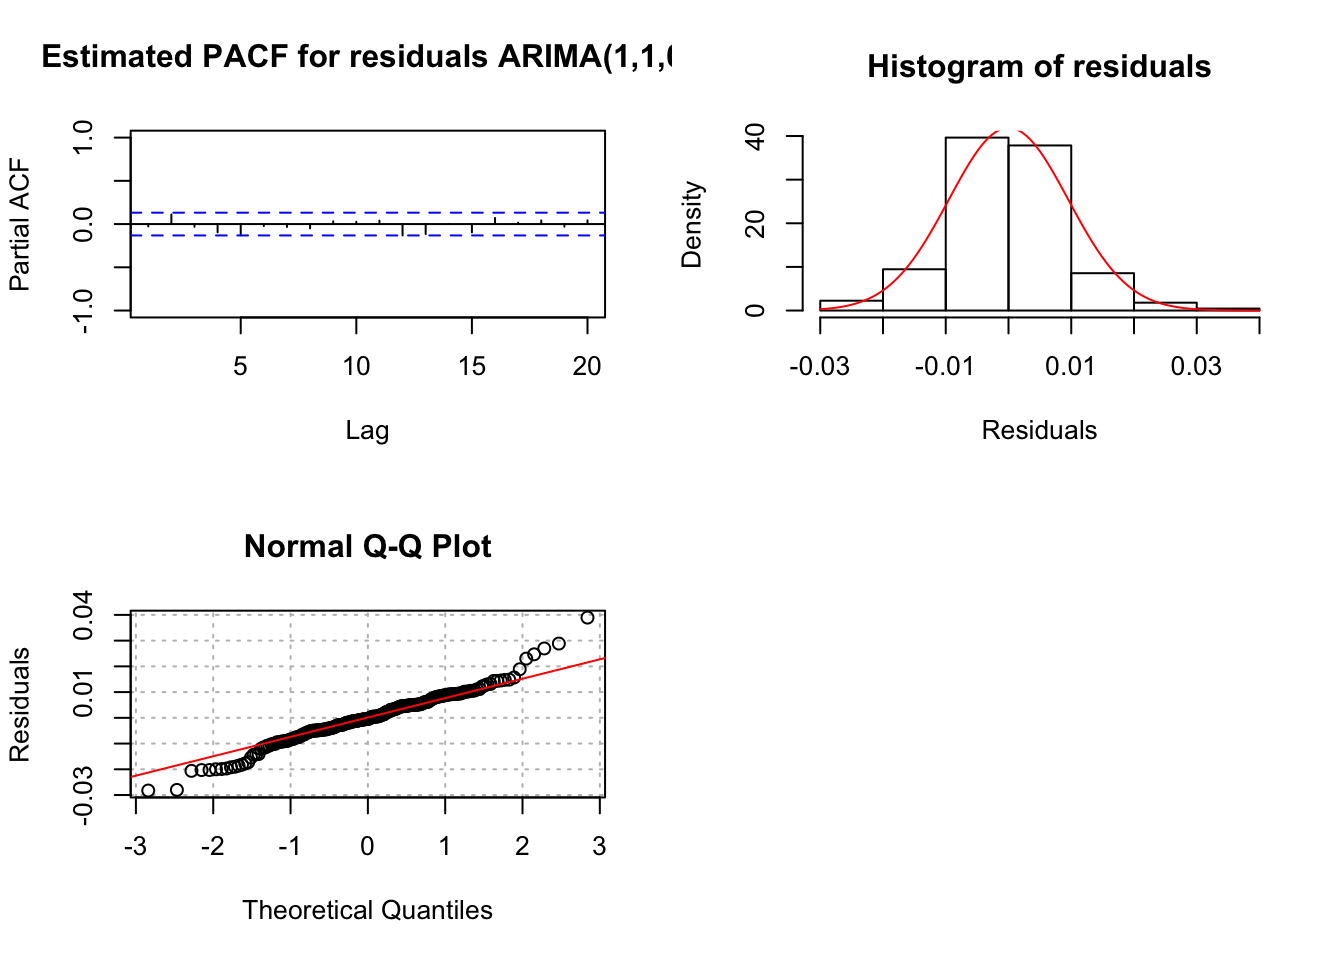 Estimated PACF for residuals ARIMA(1,1,
Partial ACF
1.0
0.0
-1.0
5
10
15
20
Lag
Histogram of residuals
Density
40
20
0
-0.03
-0.01
0.01
0.03
Residuals
Normal Q-Q Plot
Residuals
0.04
0.01
-0.03
-3
-2
-1
0
1
2
3
Theoretical Quantiles